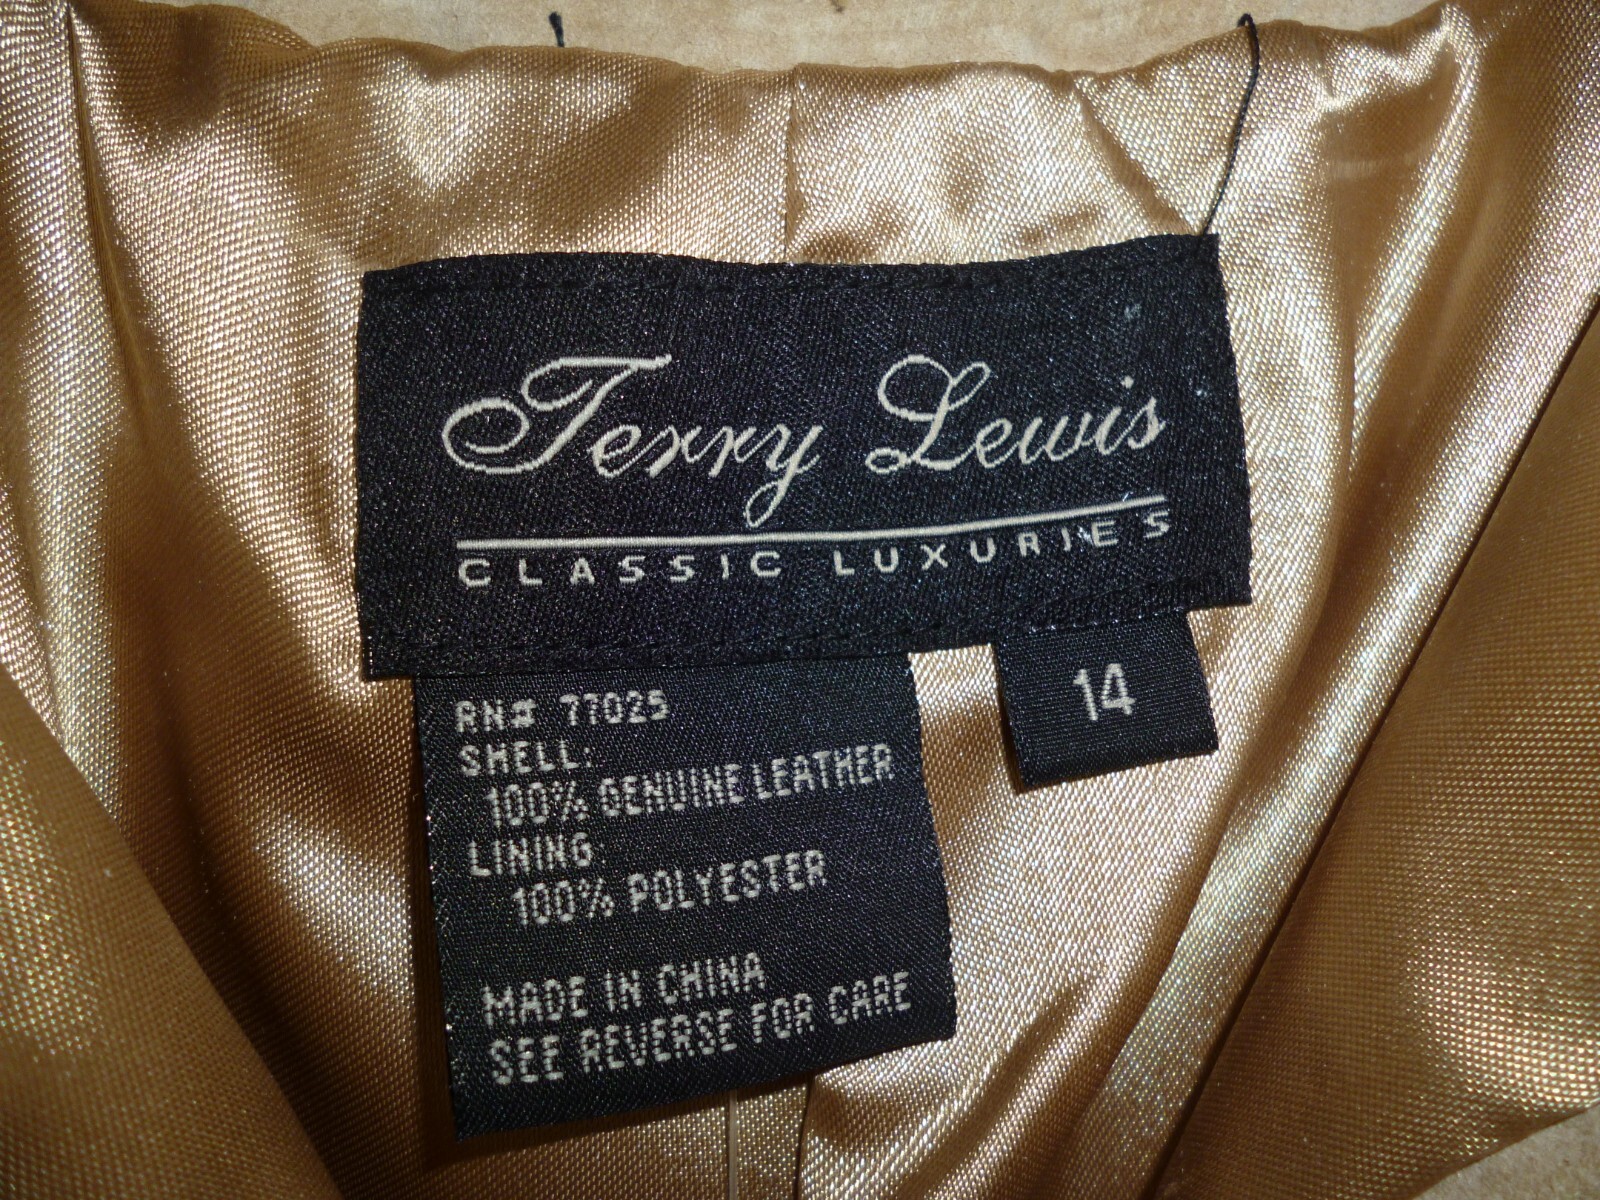 Terry Lewis
CLASSIC LUXURIES
14
RN# 77025
SHELL:
100% GENUINE LEATHER
LINING
100% POLYESTER
MADE IN CHINA
SEE REVERSE FOR CARE